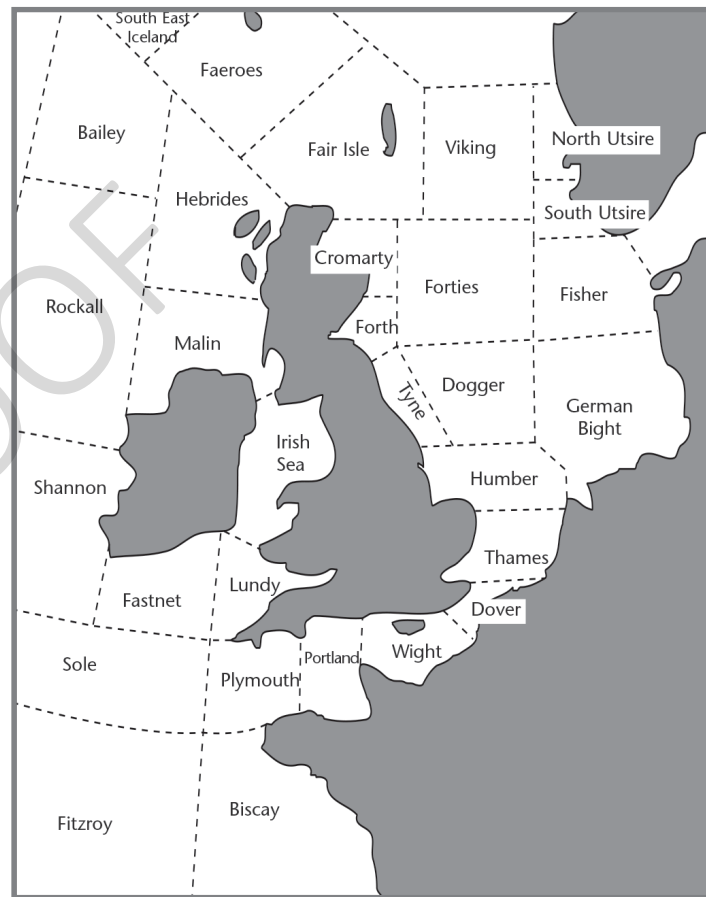 South East
Iceland
Faeroes
Bailey
Fair Isle
Viking
North Utsire
Hebrides
South Utsire
Cromarty
Forties
Fisher
Rockall
Forth
Malin
Tyne
Dogger
German
Bight
Irish
Sea
Humber
Shannon
Thames
Lundy
Fastnet
Dover
Sole
Portland
Wight
Plymouth
Biscay
Fitzroy
OOF